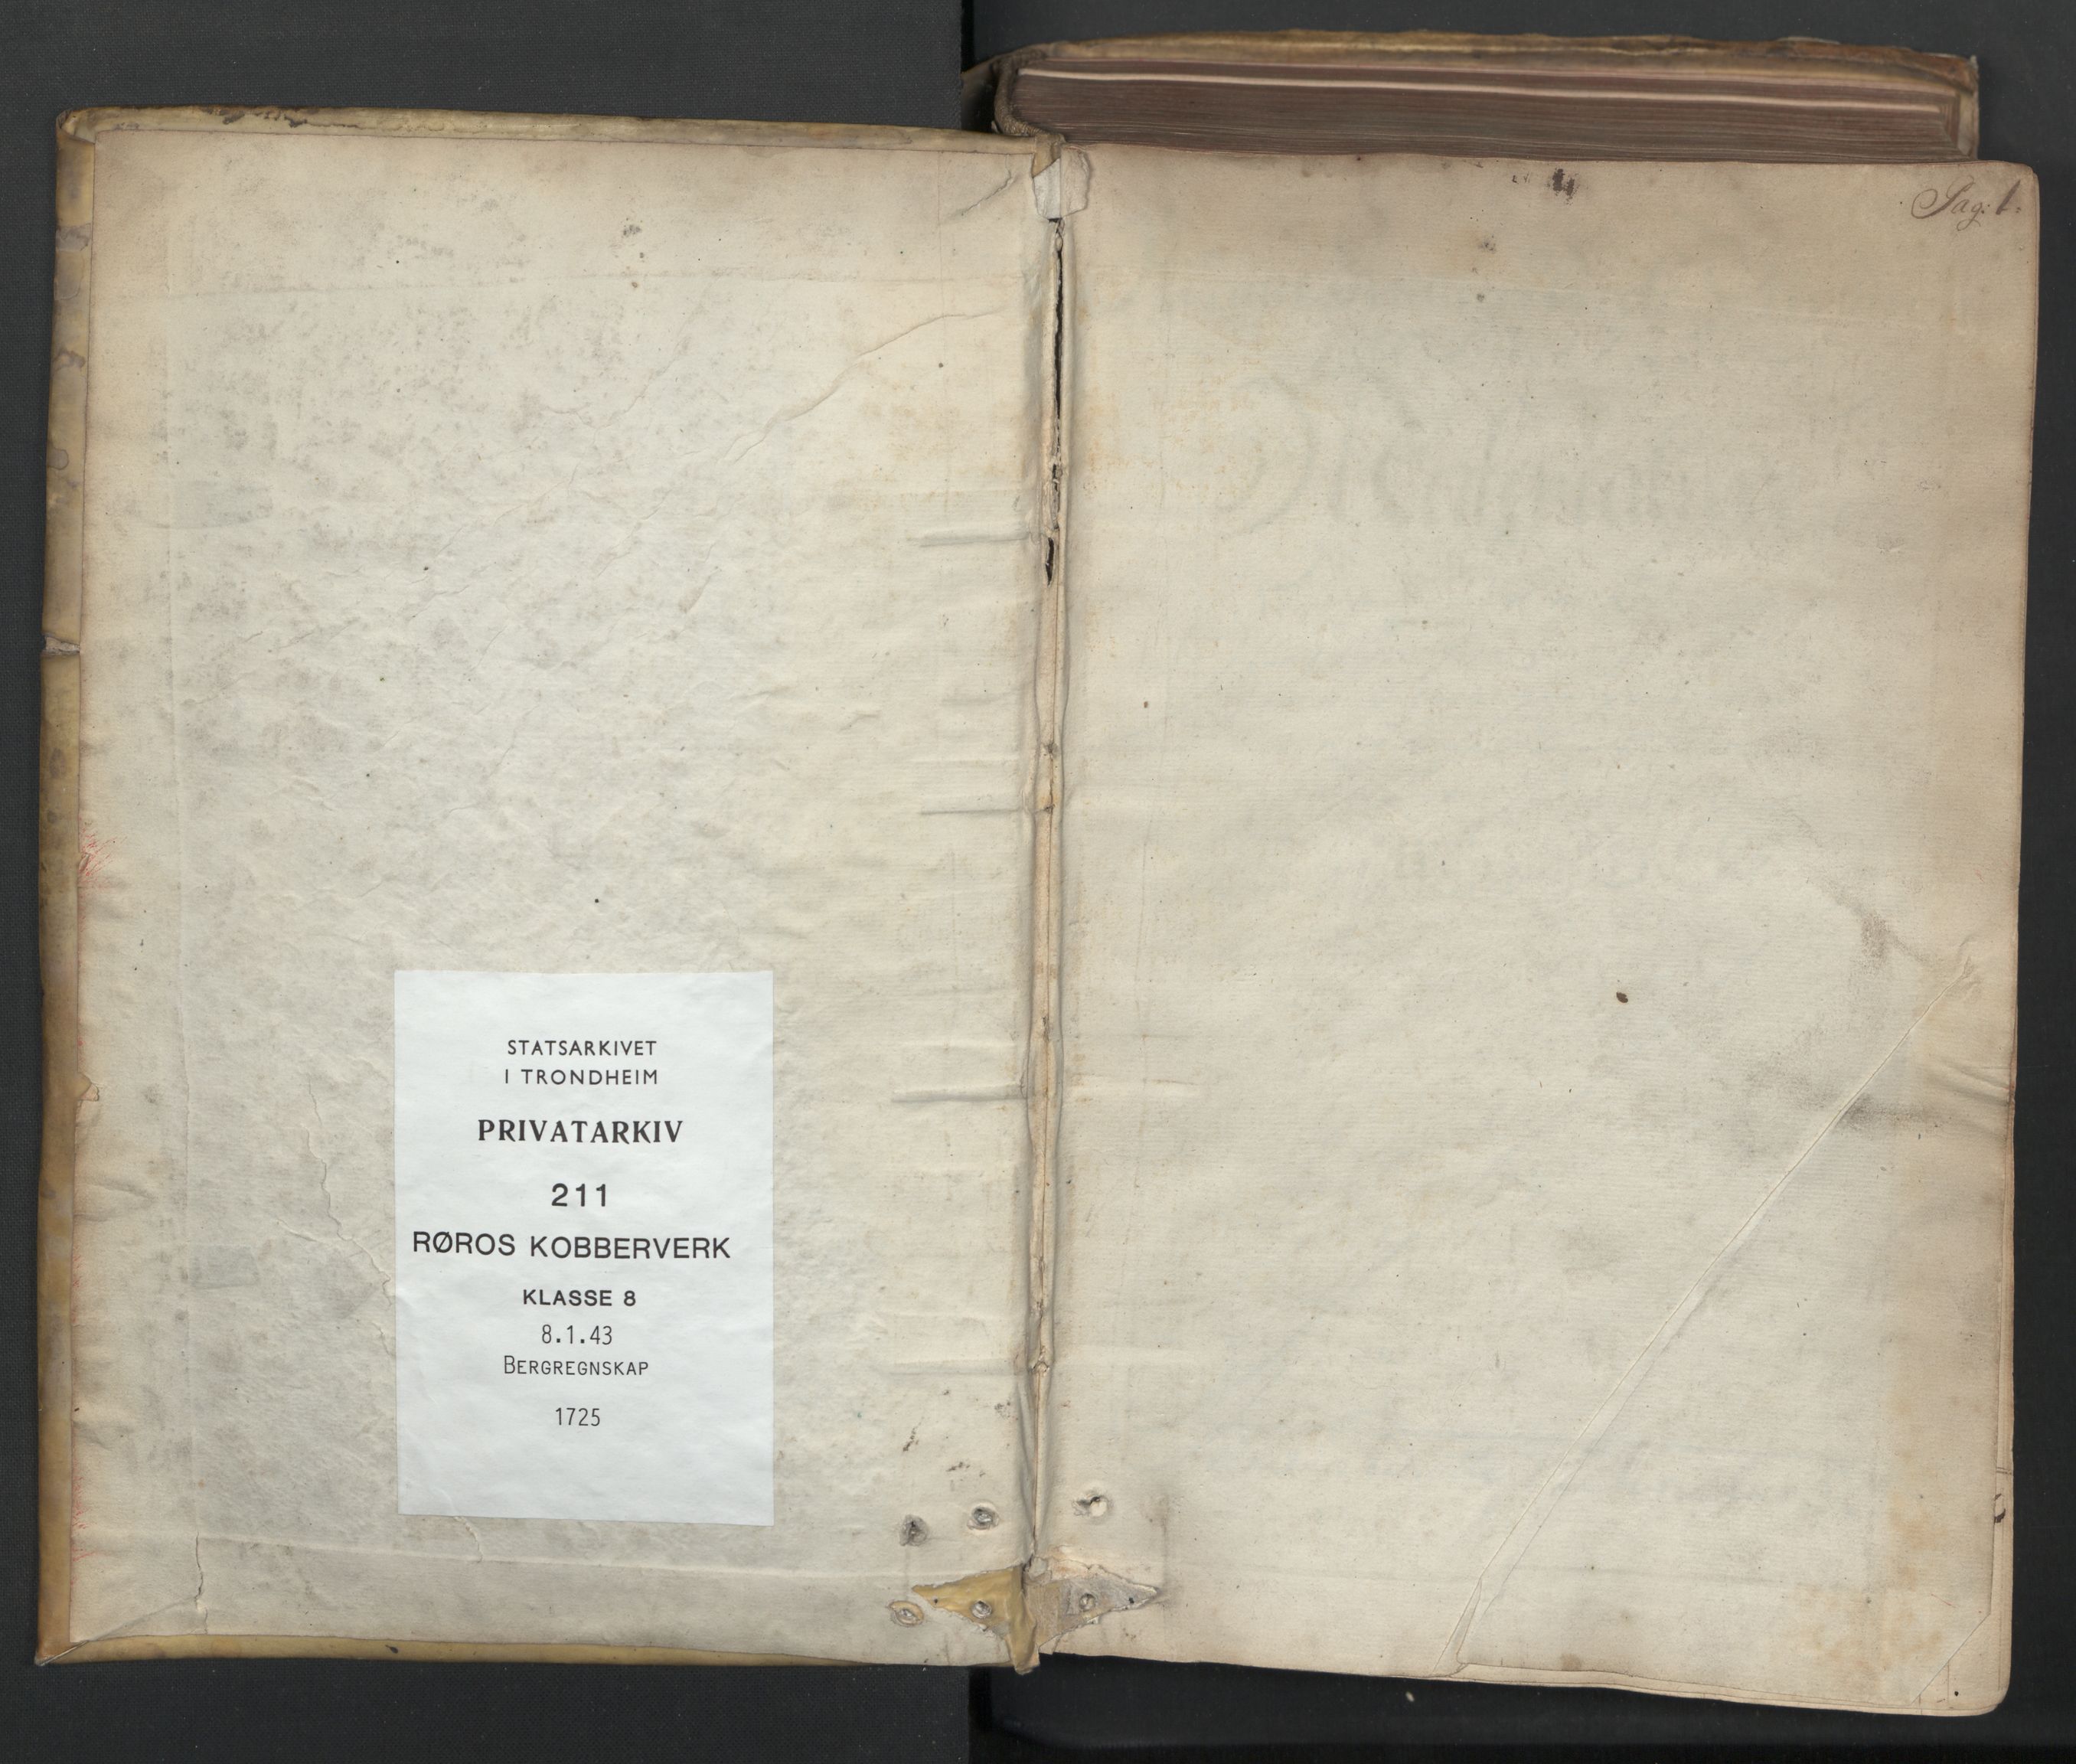 STATSARKIVET
I TRONDHEIM
PRIVATARKIV
211
RØROS KOBBERVERK
KLASSE 8
8.1.43
BERGREGNSKAP
1725
Pag: 1.